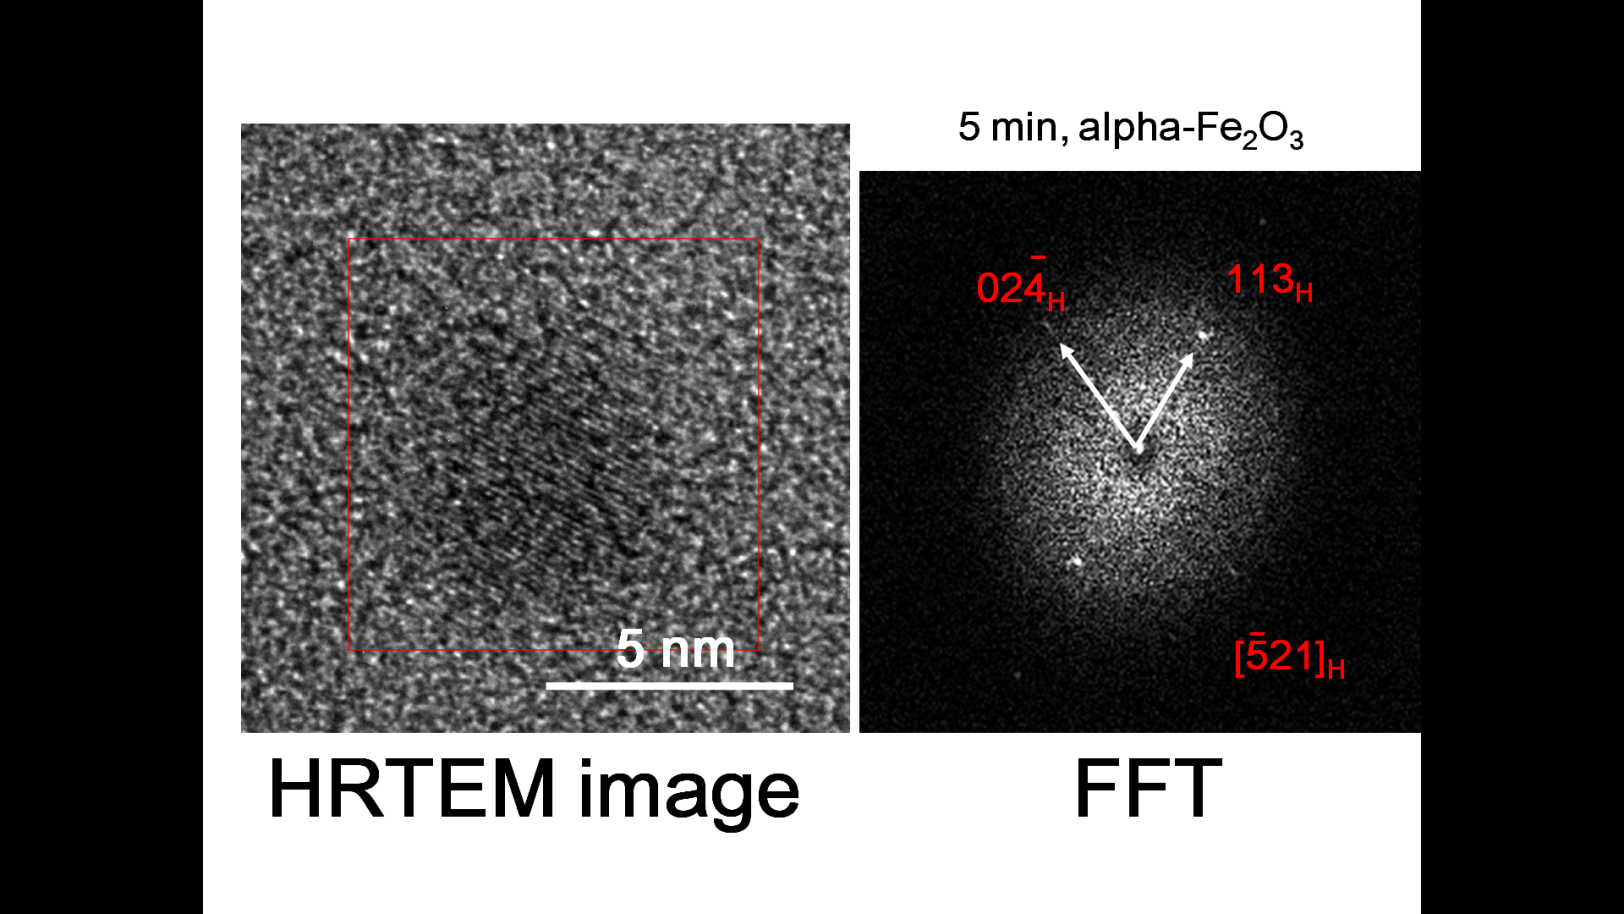 5 min, alpha-Fe₂O₃
024̄H
113H
[5̄21]H
5 nm
HRTEM image
FFT